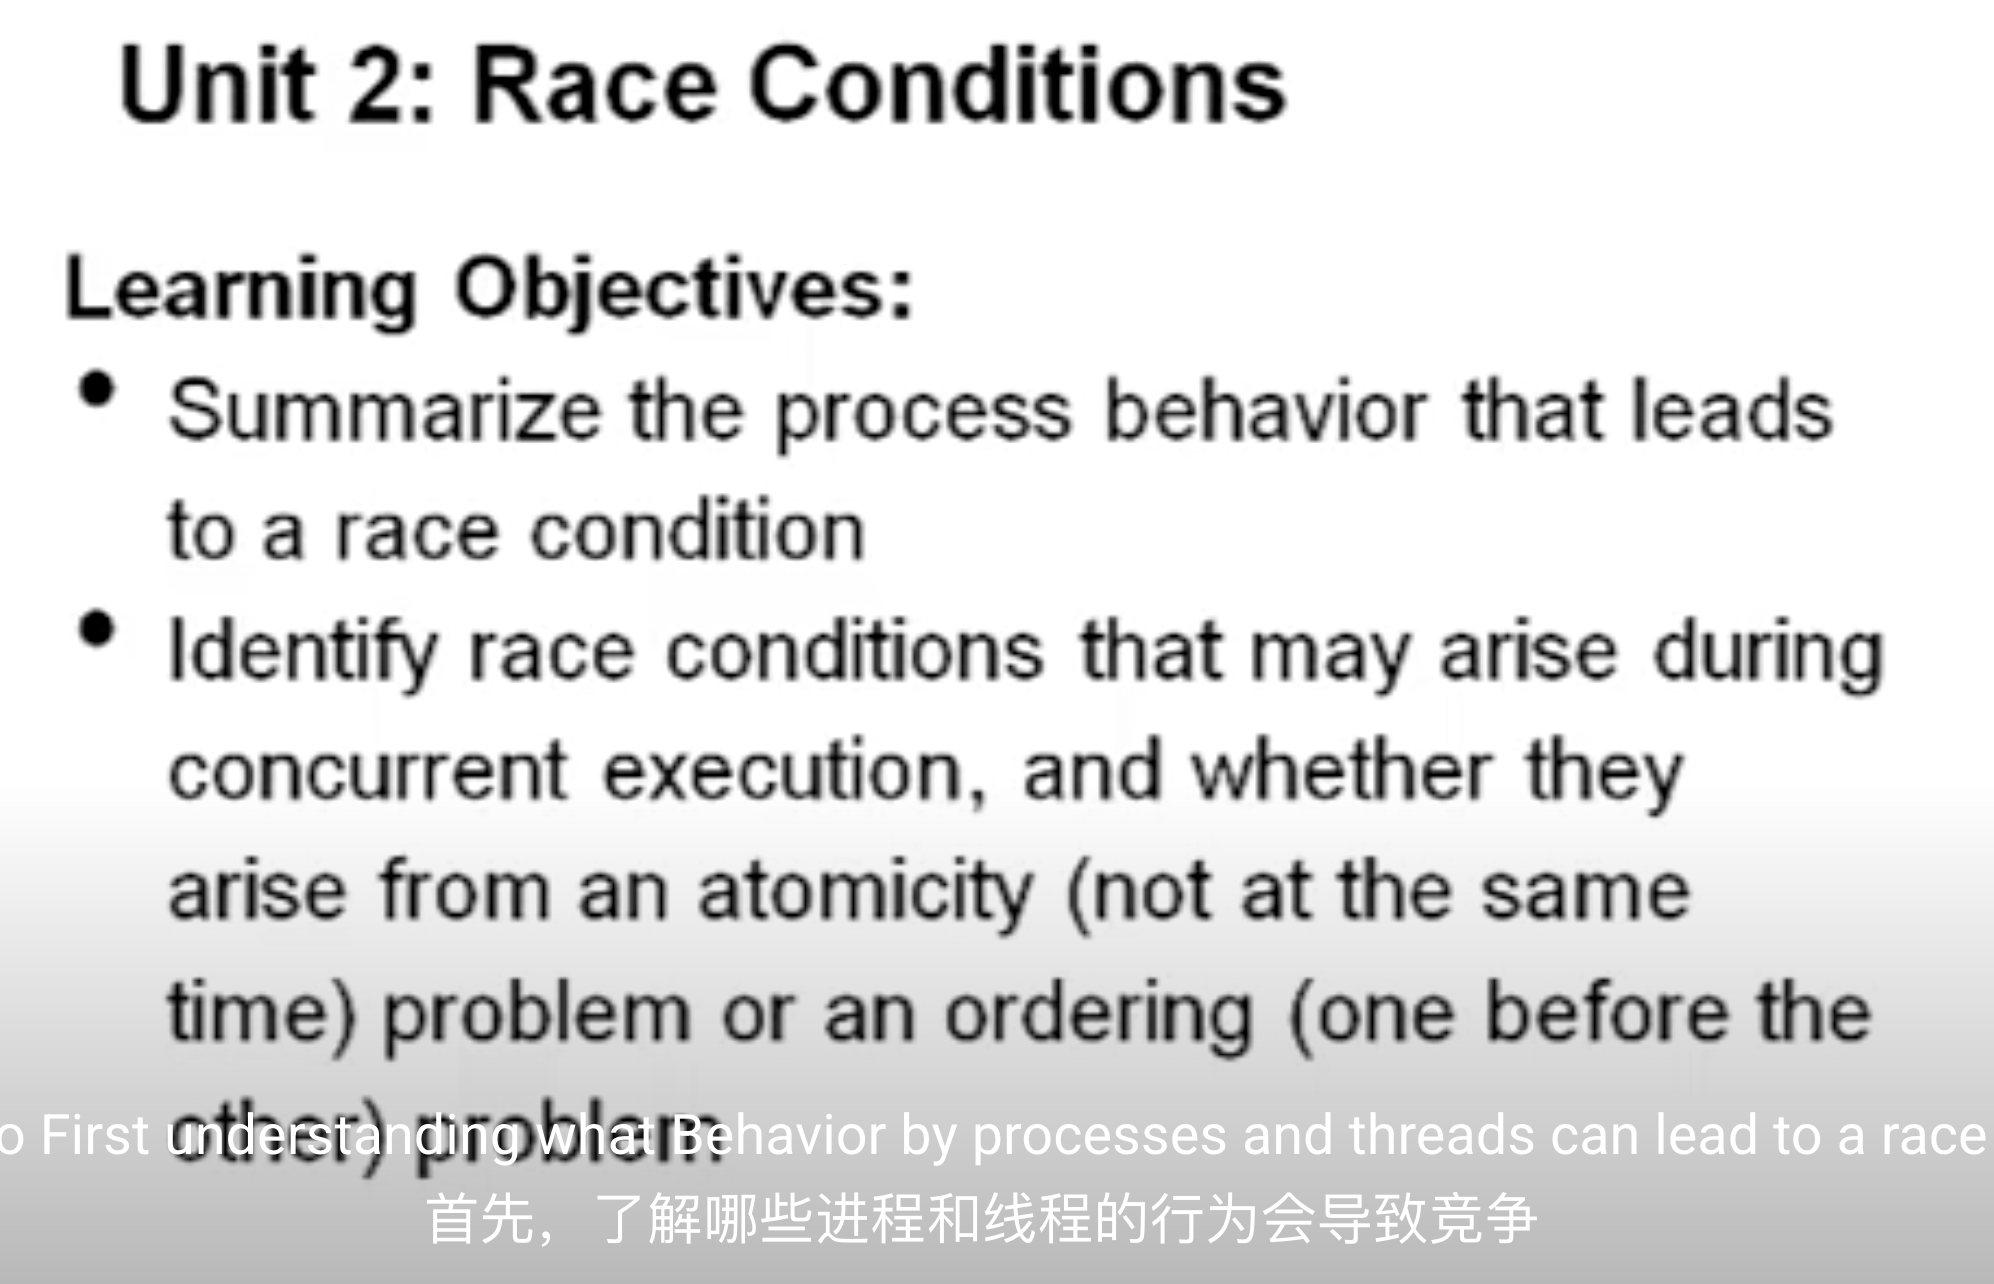 Unit 2: Race Conditions
Learning Objectives:
• Summarize the process behavior that leads
to a race condition
• Identify race conditions that may arise during
concurrent execution, and whether they
arise from an atomicity (not at the same
time) problem or an ordering (one before the
other) problem
o First understanding what Behavior by processes and threads can lead to a race
首先，了解哪些进程和线程的行为会导致竞争